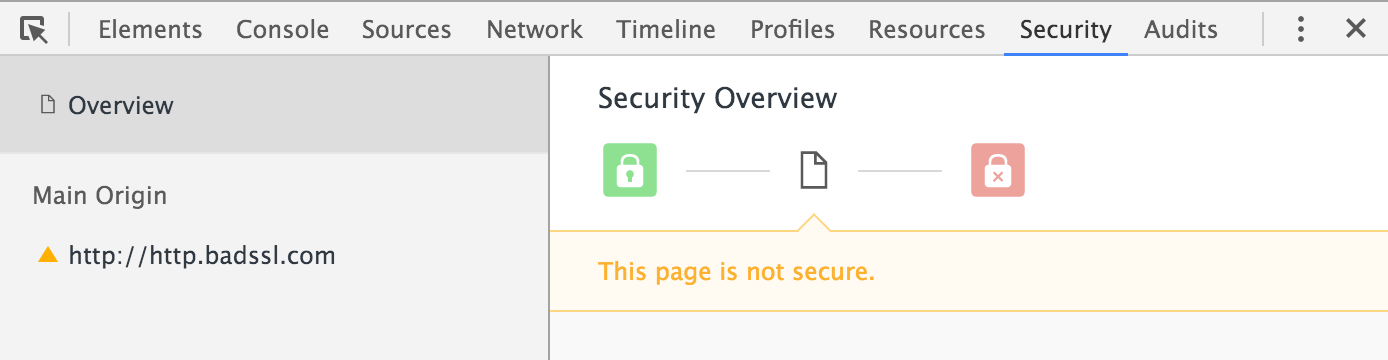 Elements Console Sources Network Timeline Profiles Resources Security Audits
Overview
Main Origin
http://http.badssl.com
Security Overview
This page is not secure.